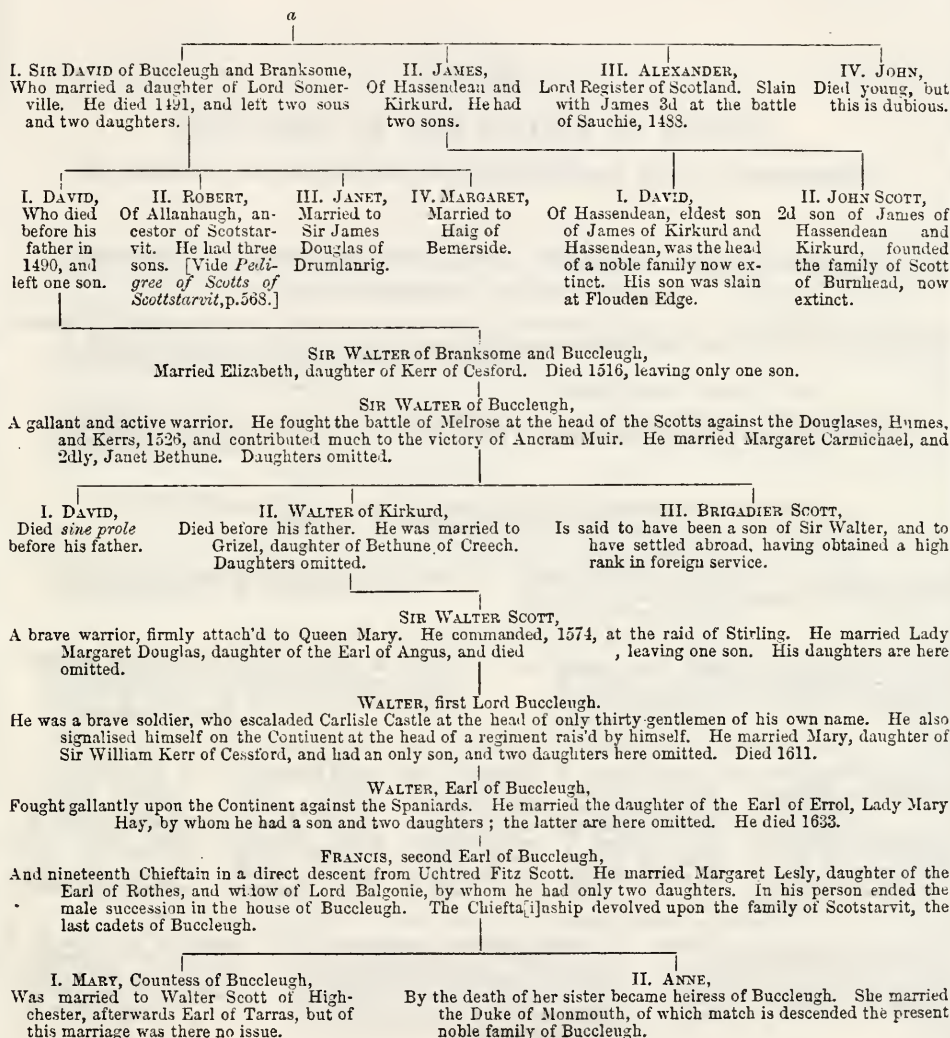 a
I. SIR DAVID of Buccleugh and Branksome,
Who married a daughter of Lord Somer-
ville. He died 1491, and left two sons
and two daughters.
II. JAMES,
Of Hassendean and
Kirkurd. He had
two sons.
III. ALEXANDER,
Lord Register of Scotland. Slain
with James 3d at the battle
of Sauchie, 1488.
IV. JOHN,
Died young, but
this is dubious.
I. DAVID,
Who died
before his
father in
1490, and
left one son.
II. ROBERT,
Of Allanhaugh, an-
cestor of Scotstar-
vit. He had three
sons. [Vide Pedi-
gree of Scotts of
Scottstarvit, p.568.]
III. JANET,
Married to
Sir James
Douglas of
Drumlanrig.
IV. MARGARET,
Married to
Haig of
Bemerside.
I. DAVID,
Of Hassendean, eldest son
of James of Kirkurd and
Hassendean, was the head
of a noble family now ex-
tinct. His son was slain
at Flouden Edge.
II. JOHN SCOTT,
2d son of James of
Hassendean and
Kirkurd, founded
the family of Scott
of Burnhead, now
extinct.
SIR WALTER of Branksome and Buccleugh,
Married Elizabeth, daughter of Kerr of Cesford. Died 1516, leaving only one son.
SIR WALTER of Buccleugh,
A gallant and active warrior. He fought the battle of Melrose at the head of the Scotts against the Douglases, Humes,
and Kerrs, 1526, and contributed much to the victory of Ancram Muir. He married Margaret Carmichael, and
2dly, Janet Bethune. Daughters omitted.
I. DAVID,
Died sine prole
before his father.
II. WALTER of Kirkurd,
Died before his father. He was married to
Grizel, daughter of Bethune of Creech.
Daughters omitted.
III. BRIGADIER SCOTT,
Is said to have been a son of Sir Walter, and to
have settled abroad, having obtained a high
rank in foreign service.
SIR WALTER SCOTT,
A brave warrior, firmly attach'd to Queen Mary. He commanded, 1574, at the raid of Stirling. He married Lady
Margaret Douglas, daughter of the Earl of Angus, and died , leaving one son. His daughters are here
omitted.
WALTER, first Lord Buccleugh.
He was a brave soldier, who escaladed Carlisle Castle at the head of only thirty gentlemen of his own name. He also
signalised himself on the Continent at the head of a regiment rais'd by himself. He married Mary, daughter of
Sir William Kerr of Cessford, and had an only son, and two daughters here omitted. Died 1611.
WALTER, Earl of Buccleugh,
Fought gallantly upon the Continent against the Spaniards. He married the daughter of the Earl of Errol, Lady Mary
Hay, by whom he had a son and two daughters ; the latter are here omitted. He died 1633.
FRANCIS, second Earl of Buccleugh,
And nineteenth Chieftain in a direct descent from Uchtred Fitz Scott. He married Margaret Lesly, daughter of the
Earl of Rothes, and widow of Lord Balgonie, by whom he had only two daughters. In his person ended the
male succession in the house of Buccleugh. The Chiefta[i]nship devolved upon the family of Scotstarvit, the
last cadets of Buccleugh.
I. MARY, Countess of Buccleugh,
Was married to Walter Scott of High-
chester, afterwards Earl of Tarras, but of
this marriage was there no issue.
II. ANNE,
By the death of her sister became heiress of Buccleugh. She married
the Duke of Monmouth, of which match is descended the present
noble family of Buccleugh.